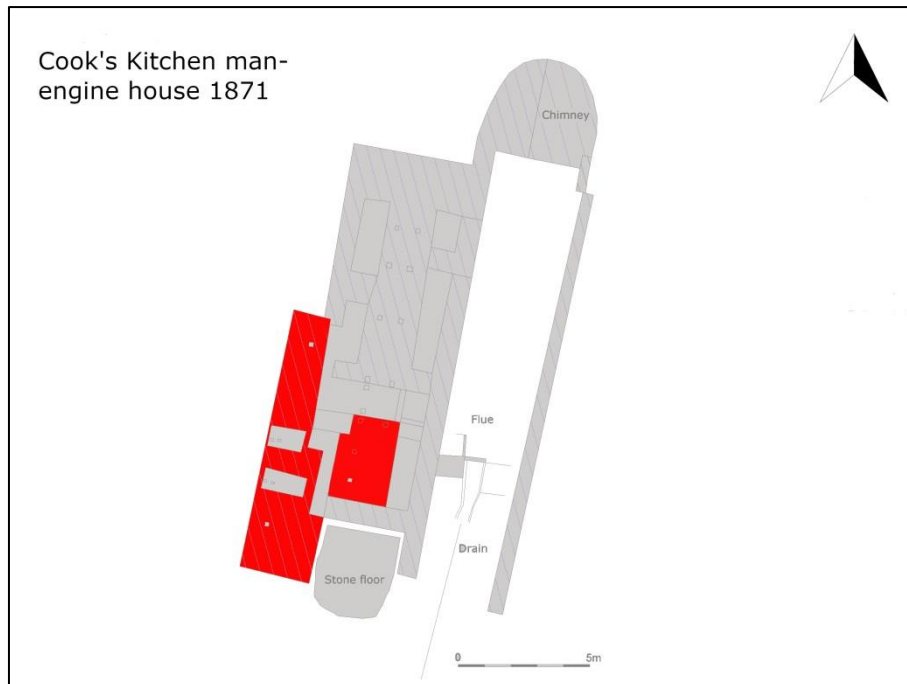 Cook's Kitchen man-
engine house 1871
Chimney
Flue
Drain
Stone floor
0 5m